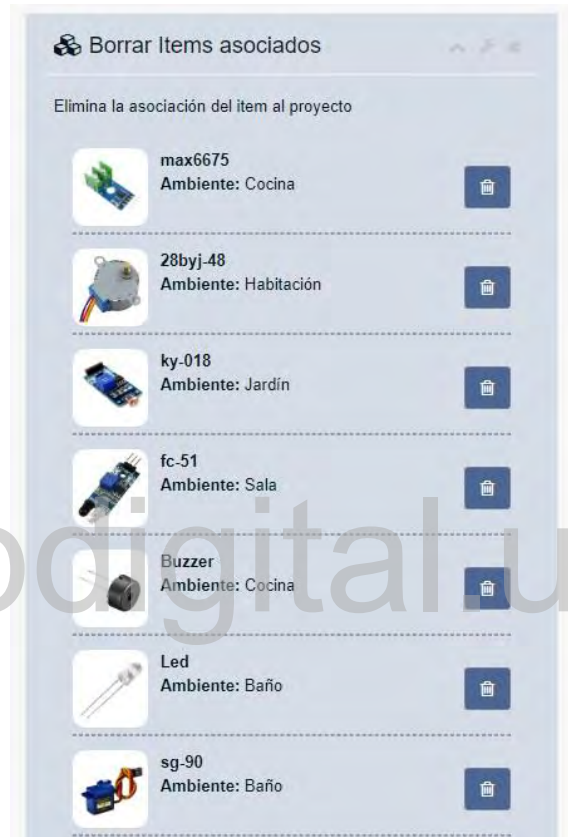 Borrar Items asociados
Elimina la asociación del item al proyecto
max6675
Ambiente: Cocina
28byj-48
Ambiente: Habitación
ky-018
Ambiente: Jardín
fc-51
Ambiente: Sala
odigital.u
Buzzer
Ambiente: Cocina
Led
Ambiente: Baño
sg-90
Ambiente: Baño